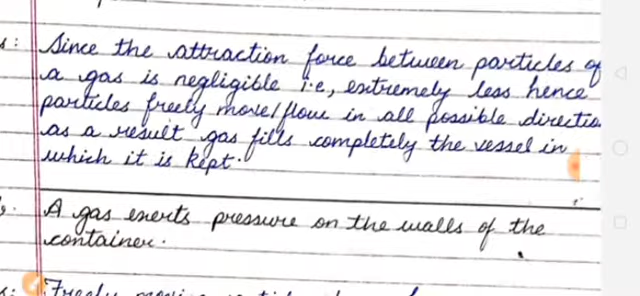 s: Since the attraction force between particles of
a gas is negligible i.e, extremely less hence
particles freely move/flow in all possible directio
as a result gas fills completely the vessel in
which it is kept.
A gas exerts pressure on the walls of the
container.
s: Freely moving